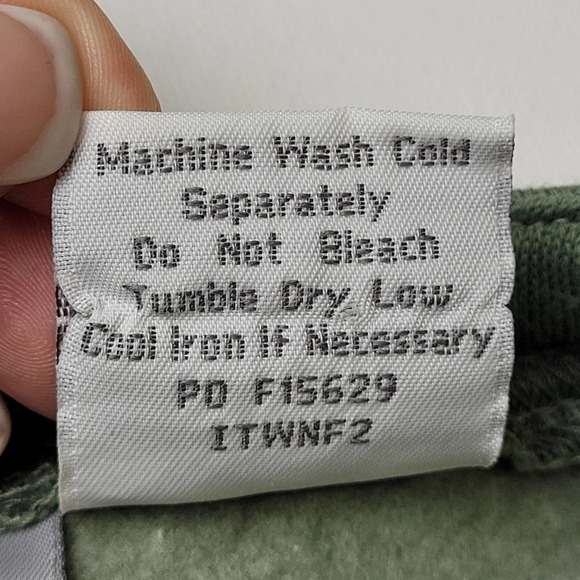 Machine Wash Cold
Separately
Do Not Bleach
Tumble Dry Low
Cool Iron If Necessary
PO F15629
ITWNF2